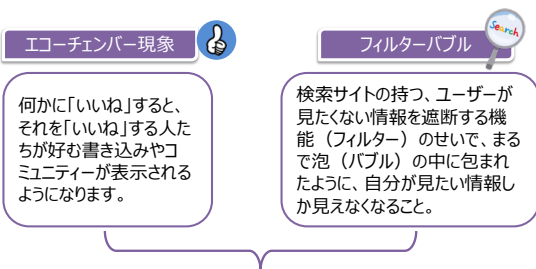 エコーチェンバー現象
何かに「いいね」すると、
それを「いいね」する人た
ちが好む書き込みやコ
ミュニティーが表示される
ようになります。
フィルターバブル
Search
検索サイトの持つ、ユーザーが
見たくない情報を遮断する機
能（フィルター）のせいで、まる
で泡（バブル）の中に包まれ
たように、自分が見たい情報し
か見えなくなること。